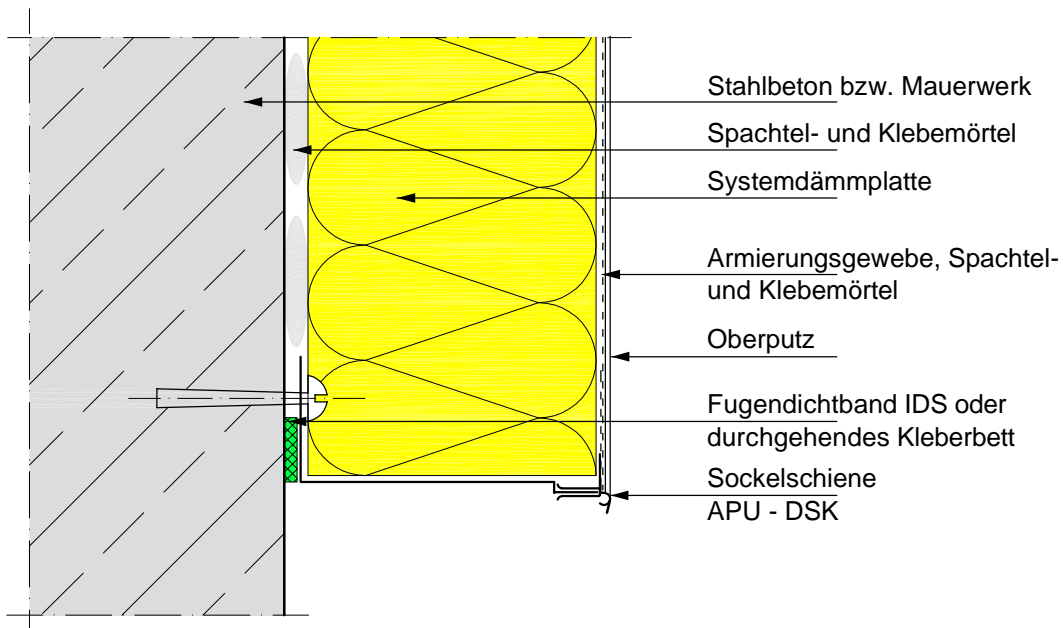 Stahlbeton bzw. Mauerwerk
Spachtel- und Klebemörtel
Systemdämmplatte
Armierungsgewebe, Spachtel-
und Klebemörtel
Oberputz
Fugendichtband IDS oder
durchgehendes Kleberbett
Sockelschiene
APU - DSK